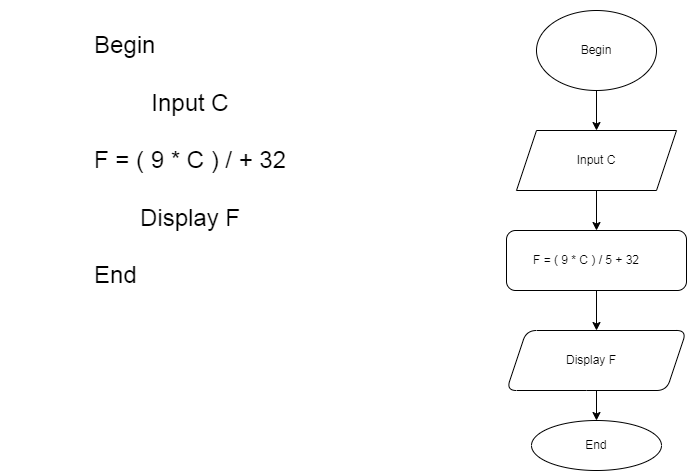 Begin
Input C
F = ( 9 * C ) / + 32
Display F
End
Begin
Input C
F = ( 9 * C ) / 5 + 32
Display F
End